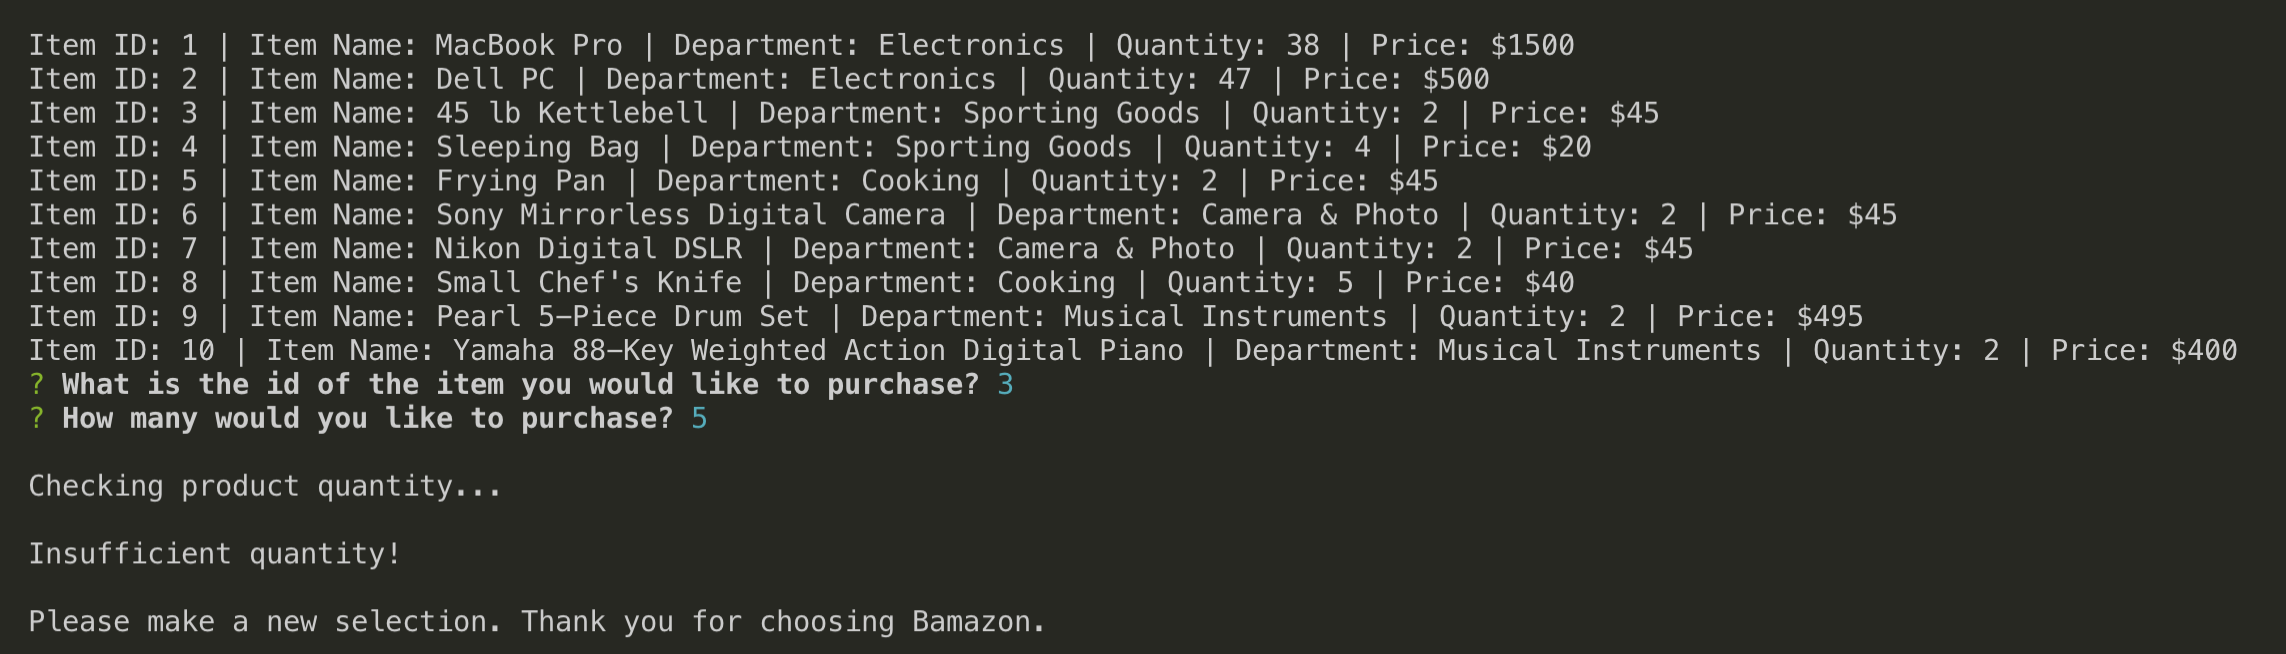 Item ID: 1 | Item Name: MacBook Pro | Department: Electronics | Quantity: 38 | Price: $1500
Item ID: 2 | Item Name: Dell PC | Department: Electronics | Quantity: 47 | Price: $500
Item ID: 3 | Item Name: 45 lb Kettlebell | Department: Sporting Goods | Quantity: 2 | Price: $45
Item ID: 4 | Item Name: Sleeping Bag | Department: Sporting Goods | Quantity: 4 | Price: $20
Item ID: 5 | Item Name: Frying Pan | Department: Cooking | Quantity: 2 | Price: $45
Item ID: 6 | Item Name: Sony Mirrorless Digital Camera | Department: Camera & Photo | Quantity: 2 | Price: $45
Item ID: 7 | Item Name: Nikon Digital DSLR | Department: Camera & Photo | Quantity: 2 | Price: $45
Item ID: 8 | Item Name: Small Chef's Knife | Department: Cooking | Quantity: 5 | Price: $40
Item ID: 9 | Item Name: Pearl 5-Piece Drum Set | Department: Musical Instruments | Quantity: 2 | Price: $495
Item ID: 10 | Item Name: Yamaha 88-Key Weighted Action Digital Piano | Department: Musical Instruments | Quantity: 2 | Price: $400
? What is the id of the item you would like to purchase? 3
? How many would you like to purchase? 5
Checking product quantity...
Insufficient quantity!
Please make a new selection. Thank you for choosing Bamazon.